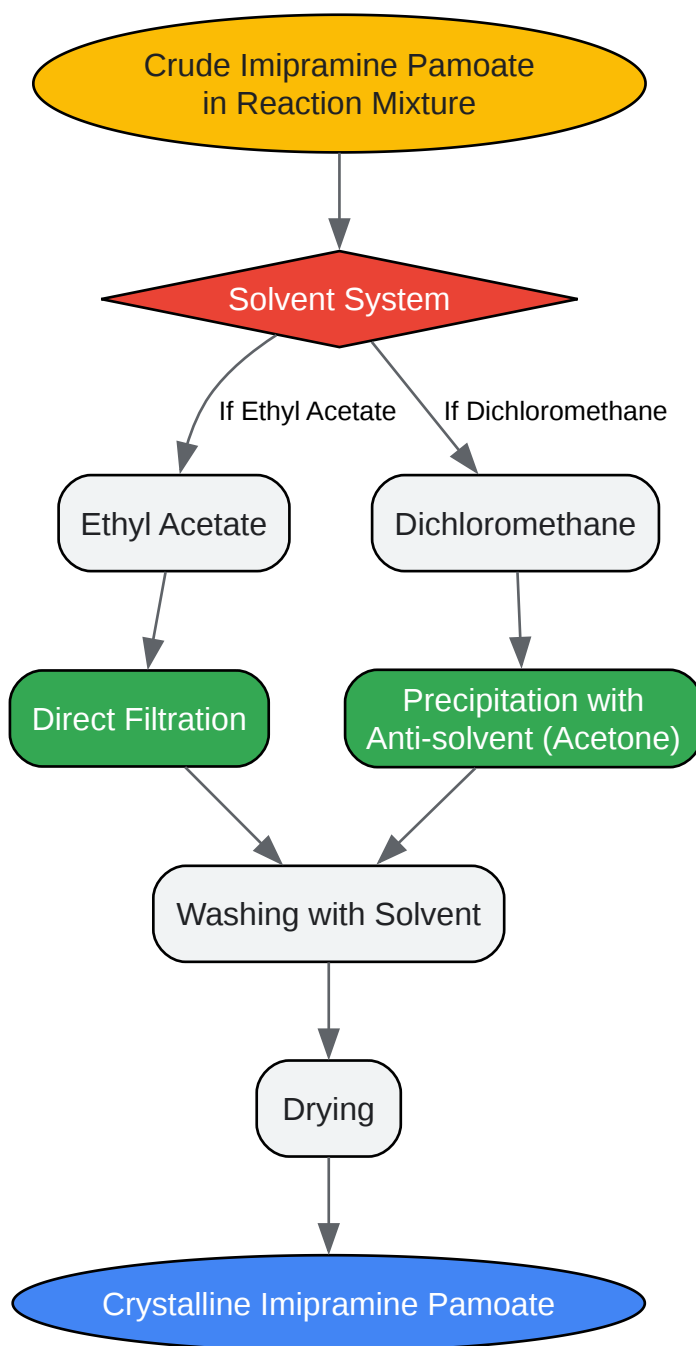 Crude Imipramine Pamoate
in Reaction Mixture
Solvent System
If Ethyl Acetate
If Dichloromethane
Ethyl Acetate
Dichloromethane
Direct Filtration
Precipitation with
Anti-solvent (Acetone)
Washing with Solvent
Drying
Crystalline Imipramine Pamoate